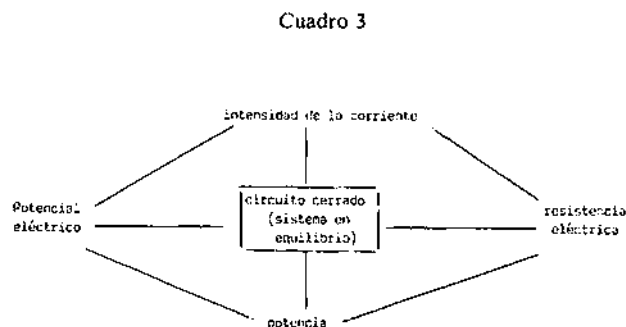 Cuadro 3
intensidad de la corriente
Potencial
eléctrico
circuito cerrado
(sistema en
equilibrio)
resistencia
eléctrica
potencia